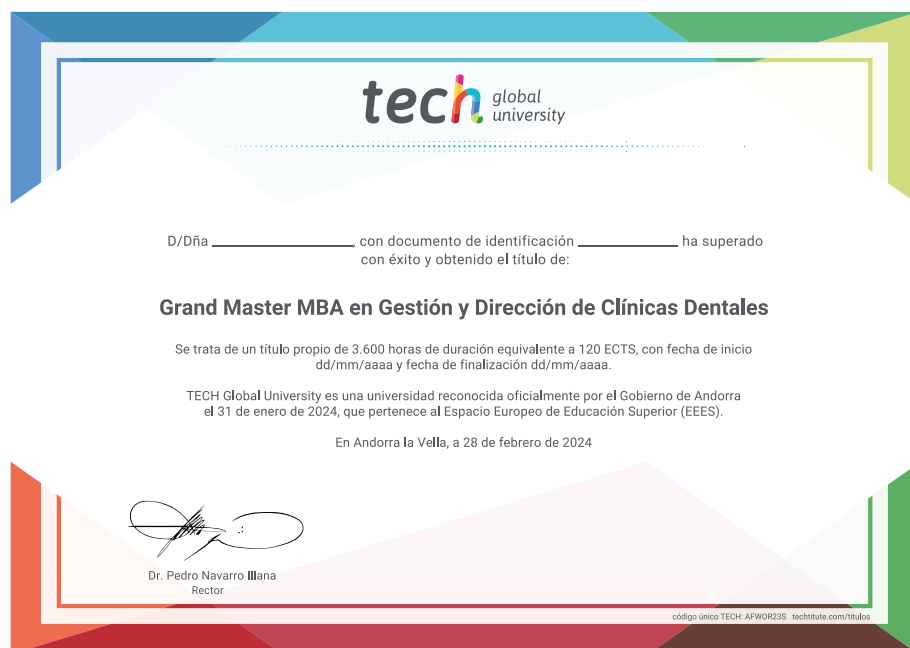 tech global university
D/Dña ________________, con documento de identificación ____________ ha superado
con éxito y obtenido el título de:
Grand Master MBA en Gestión y Dirección de Clínicas Dentales
Se trata de un título propio de 3.600 horas de duración equivalente a 120 ECTS, con fecha de inicio
dd/mm/aaaa y fecha de finalización dd/mm/aaaa.
TECH Global University es una universidad reconocida oficialmente por el Gobierno de Andorra
el 31 de enero de 2024, que pertenece al Espacio Europeo de Educación Superior (EEES).
En Andorra la Vella, a 28 de febrero de 2024
Dr. Pedro Navarro Illana
Rector
código único TECH: AFWOR23S techtitute.com/titulos